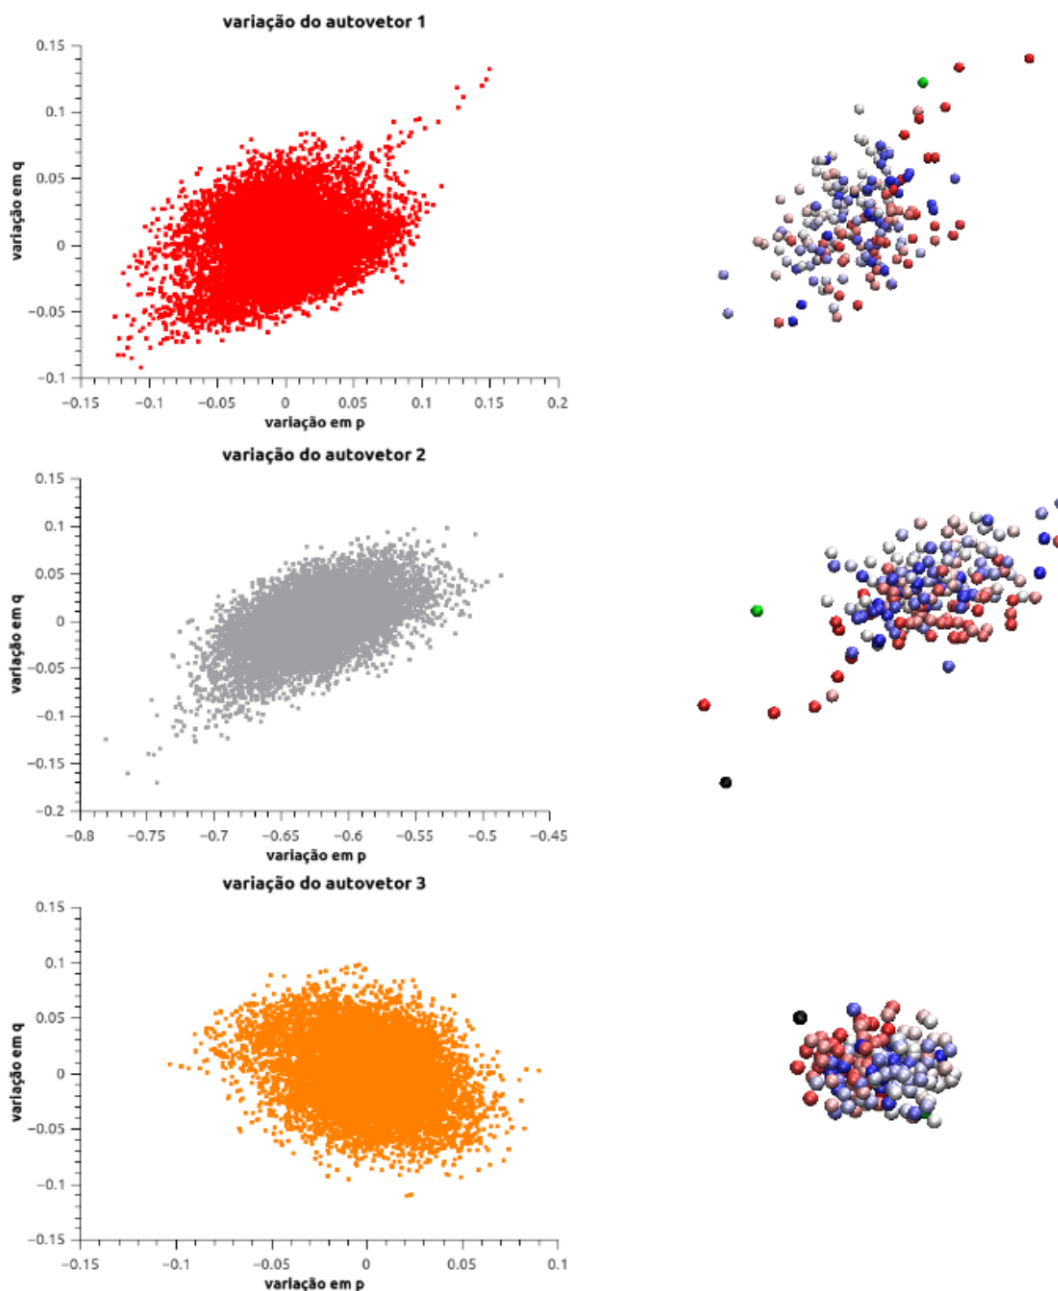 variação do autovetor 1
0.15
0.1
0.05
0
−0.05
−0.1
variação em q
−0.15 −0.1 −0.05 0 0.05 0.1 0.15 0.2
variação em p
variação do autovetor 2
0.15
0.1
0.05
0
−0.05
−0.1
−0.15
−0.2
variação em q
−0.8 −0.75 −0.7 −0.65 −0.6 −0.55 −0.5 −0.45
variação em p
variação do autovetor 3
0.15
0.1
0.05
0
−0.05
−0.1
−0.15
variação em q
−0.15 −0.1 −0.05 0 0.05 0.1
variação em p